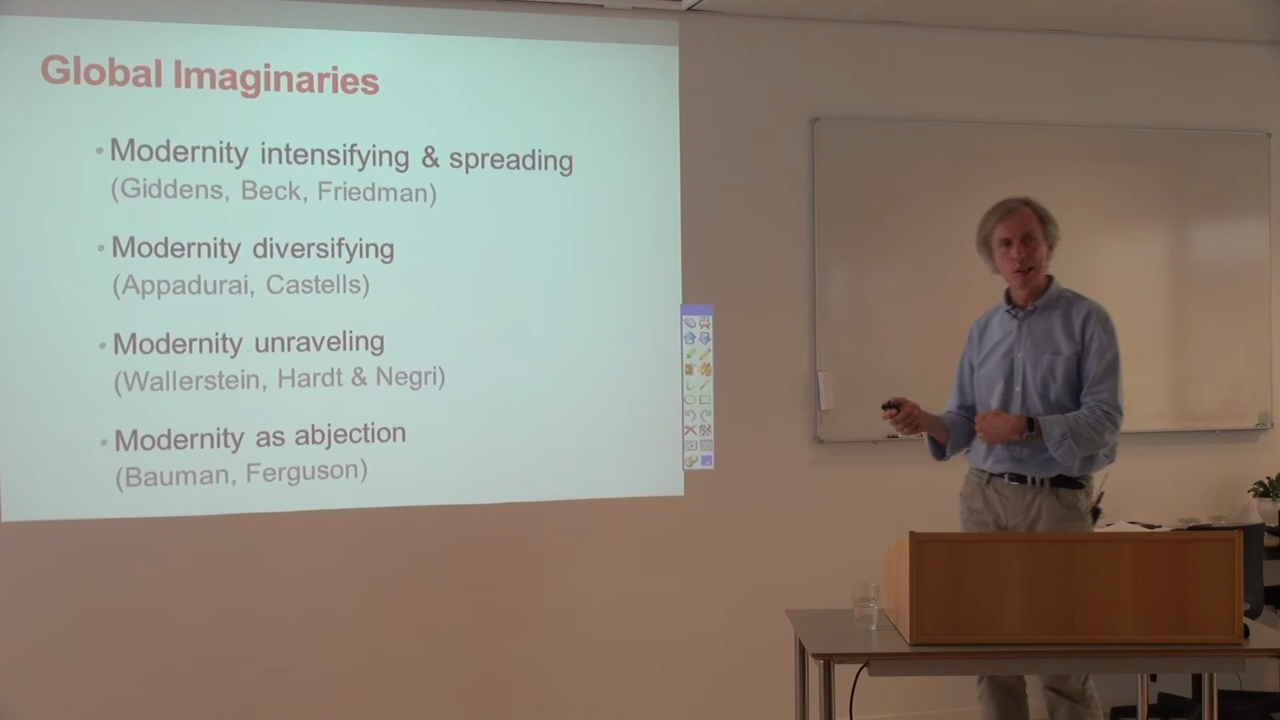 Global Imaginaries
• Modernity intensifying & spreading
(Giddens, Beck, Friedman)
• Modernity diversifying
(Appadurai, Castells)
• Modernity unraveling
(Wallerstein, Hardt & Negri)
• Modernity as abjection
(Bauman, Ferguson)